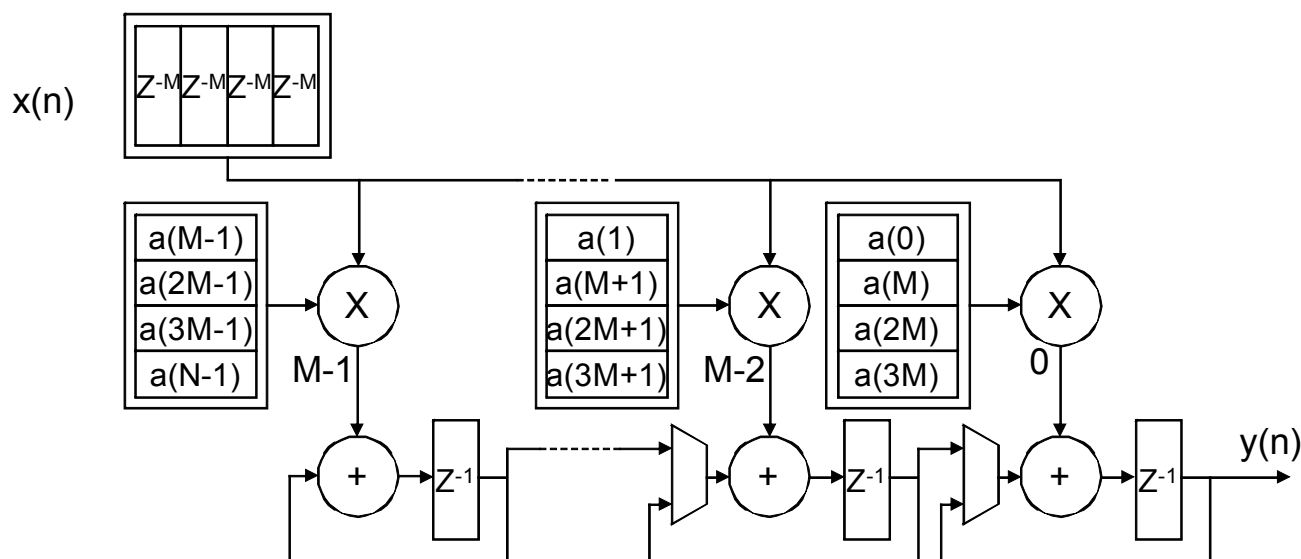 x(n)
Z-M Z-M Z-M Z-M
a(M-1)
a(2M-1)
a(3M-1)
a(N-1)
X
M-1
a(1)
a(M+1)
a(2M+1)
a(3M+1)
X
M-2
a(0)
a(M)
a(2M)
a(3M)
X
0
+
Z-1
+
Z-1
+
Z-1
y(n)